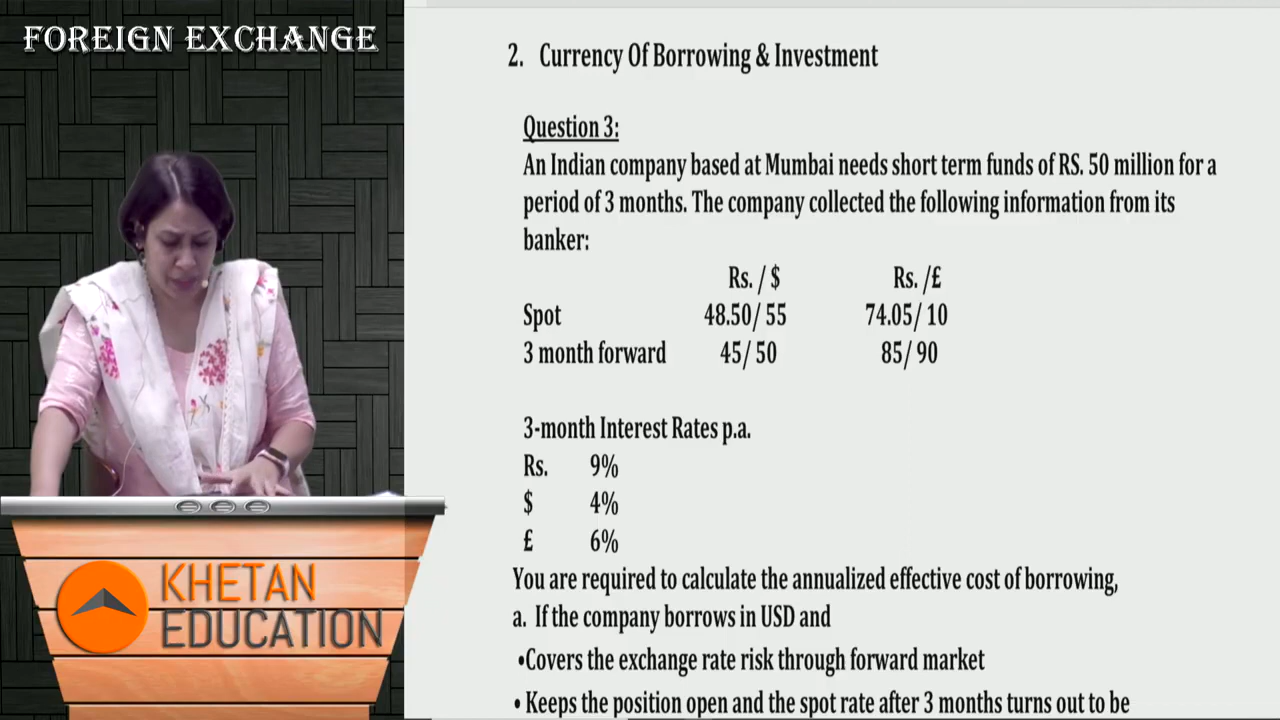 FOREIGN EXCHANGE
2. Currency Of Borrowing & Investment
Question 3:
An Indian company based at Mumbai needs short term funds of RS. 50 million for a
period of 3 months. The company collected the following information from its
banker:
Rs. / $ Rs. /£
Spot 48.50/ 55 74.05/ 10
3 month forward 45/ 50 85/ 90
3-month Interest Rates p.a.
Rs. 9%
$ 4%
£ 6%
You are required to calculate the annualized effective cost of borrowing,
a. If the company borrows in USD and
•Covers the exchange rate risk through forward market
• Keeps the position open and the spot rate after 3 months turns out to be
KHETAN
EDUCATION